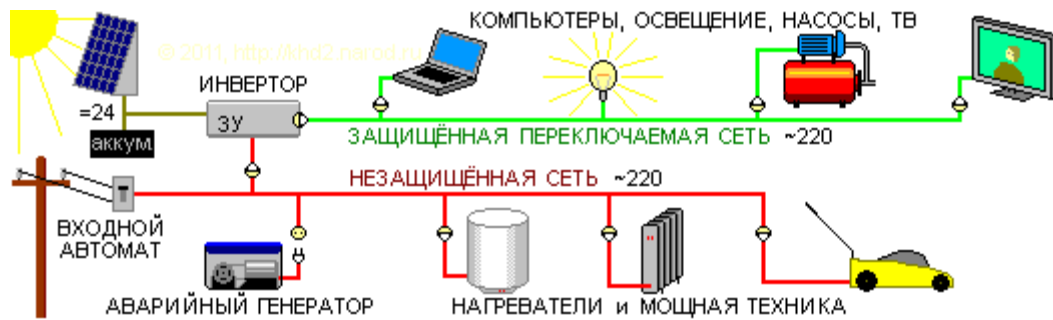 КОМПЬЮТЕРЫ, ОСВЕЩЕНИЕ, НАСОСЫ, ТВ
© 2011, http://khd2.narod.ru
ИНВЕРТОР
=24
ЗУ
аккум
ЗАЩИЩЁННАЯ ПЕРЕКЛЮЧАЕМАЯ СЕТЬ ~220
НЕЗАЩИЩЁННАЯ СЕТЬ ~220
ВХОДНОЙ
АВТОМАТ
АВАРИЙНЫЙ ГЕНЕРАТОР
НАГРЕВАТЕЛИ и МОЩНАЯ ТЕХНИКА